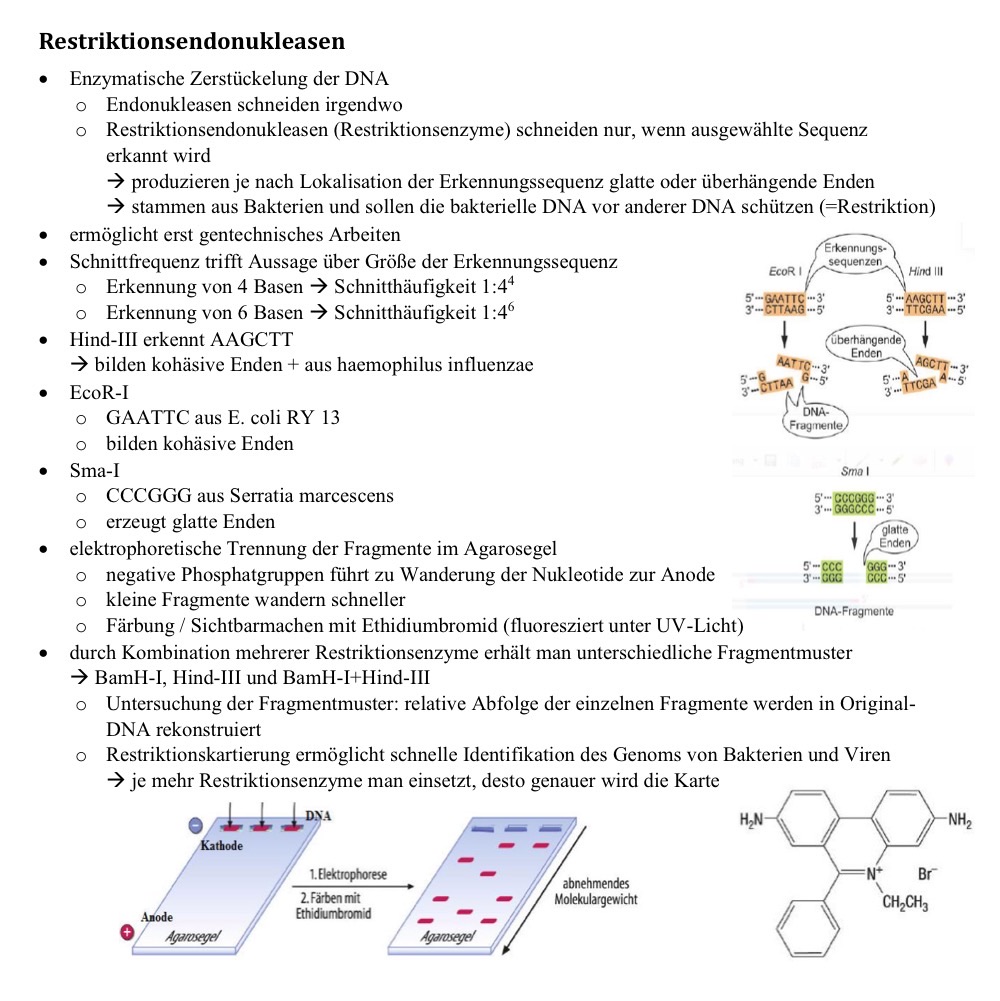 Restriktionsendonukleasen
• Enzymatische Zerstückelung der DNA
o Endonukleasen schneiden irgendwo
o Restriktionsendonukleasen (Restriktionsenzyme) schneiden nur, wenn ausgewählte Sequenz
erkannt wird
→ produzieren je nach Lokalisation der Erkennungssequenz glatte oder überhängende Enden
→ stammen aus Bakterien und sollen die bakterielle DNA vor anderer DNA schützen (=Restriktion)
• ermöglicht erst gentechnisches Arbeiten
• Schnittfrequenz trifft Aussage über Größe der Erkennungssequenz
o Erkennung von 4 Basen → Schnitthäufigkeit 1:4⁴
o Erkennung von 6 Basen → Schnitthäufigkeit 1:4⁶
• Hind-III erkennt AAGCTT
→ bilden kohäsive Enden + aus haemophilus influenzae
• EcoR-I
o GAATTC aus E. coli RY 13
o bilden kohäsive Enden
• Sma-I
o CCCGGG aus Serratia marcescens
o erzeugt glatte Enden
• elektrophoretische Trennung der Fragmente im Agarosegel
o negative Phosphatgruppen führt zu Wanderung der Nukleotide zur Anode
o kleine Fragmente wandern schneller
o Färbung / Sichtbarmachen mit Ethidiumbromid (fluoresziert unter UV-Licht)
• durch Kombination mehrerer Restriktionsenzyme erhält man unterschiedliche Fragmentmuster
→ BamH-I, Hind-III und BamH-I+Hind-III
o Untersuchung der Fragmentmuster: relative Abfolge der einzelnen Fragmente werden in Original-
DNA rekonstruiert
o Restriktionskartierung ermöglicht schnelle Identifikation des Genoms von Bakterien und Viren
→ je mehr Restriktionsenzyme man einsetzt, desto genauer wird die Karte
Erkennungs-
sequenzen
EcoR I
Hind III
5'··· GAATTC ··· 3'
3'··· CTTAAG ··· 5'
5'··· AAGCTT ··· 3'
3'··· TTCGAA ··· 5'
überhängende
Enden
AATTC ··· 3'
G ··· 5'
5'··· G
3'··· CTTAA
AGCTT ··· 3'
A ··· 5'
5'··· A
3'··· TTCGA
DNA-
Fragmente
Sma I
5'··· CCCGGG ··· 3'
3'··· GGGCCC ··· 5'
glatte
Enden
5'··· CCC
3'··· GGG
GGG ··· 3'
CCC ··· 5'
DNA-Fragmente
DNA
−
Kathode
1. Elektrophorese
2. Färben mit
Ethidiumbromid
Anode
+
Agarosegel
Agarosegel
abnehmendes
Molekulargewicht
H₂N
NH₂
N⁺
Br⁻
CH₂CH₃